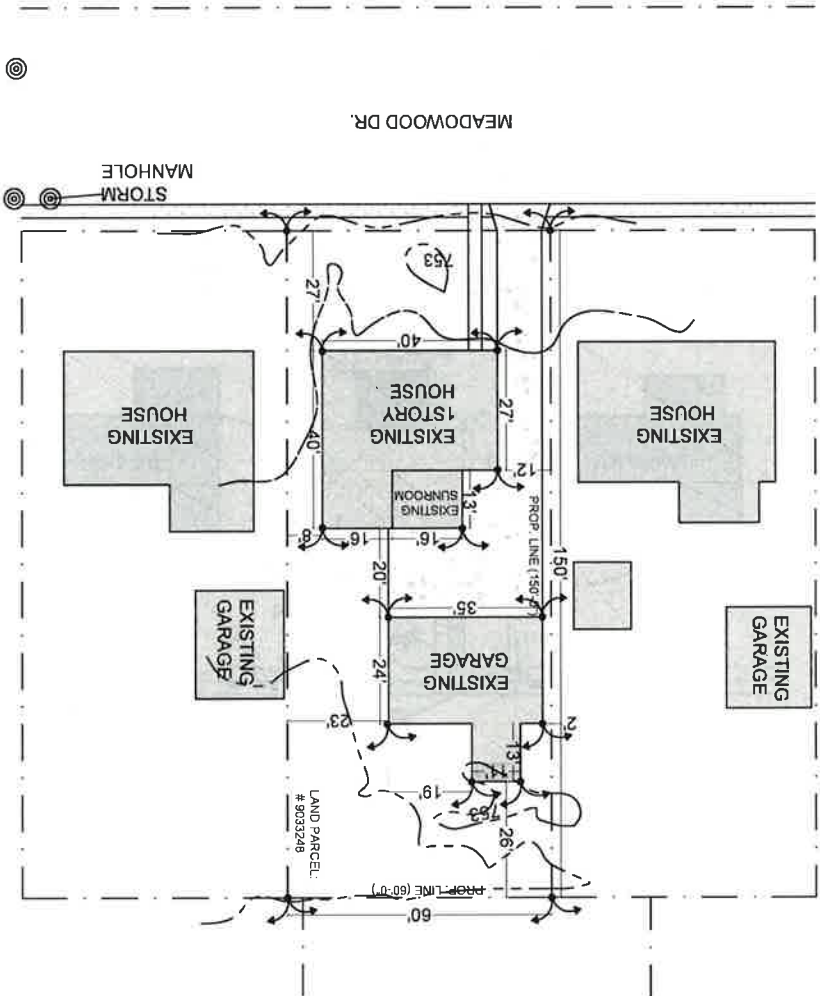 MEADOWOOD DR.
STORM
MANHOLE
753
27'
40'
EXISTING
1STORY
HOUSE
27'
EXISTING
HOUSE
EXISTING
HOUSE
40'
12'
EXISTING
SUNROOM
13'
PROP. LINE (150'-0")
150'
8'
16'
16'
20'
35'
EXISTING
GARAGE
EXISTING
GARAGE
EXISTING
GARAGE
24'
23'
2'
13'
19'
753
26'
LAND PARCEL:
# 9033248
PROP. LINE (60'-0")
60'